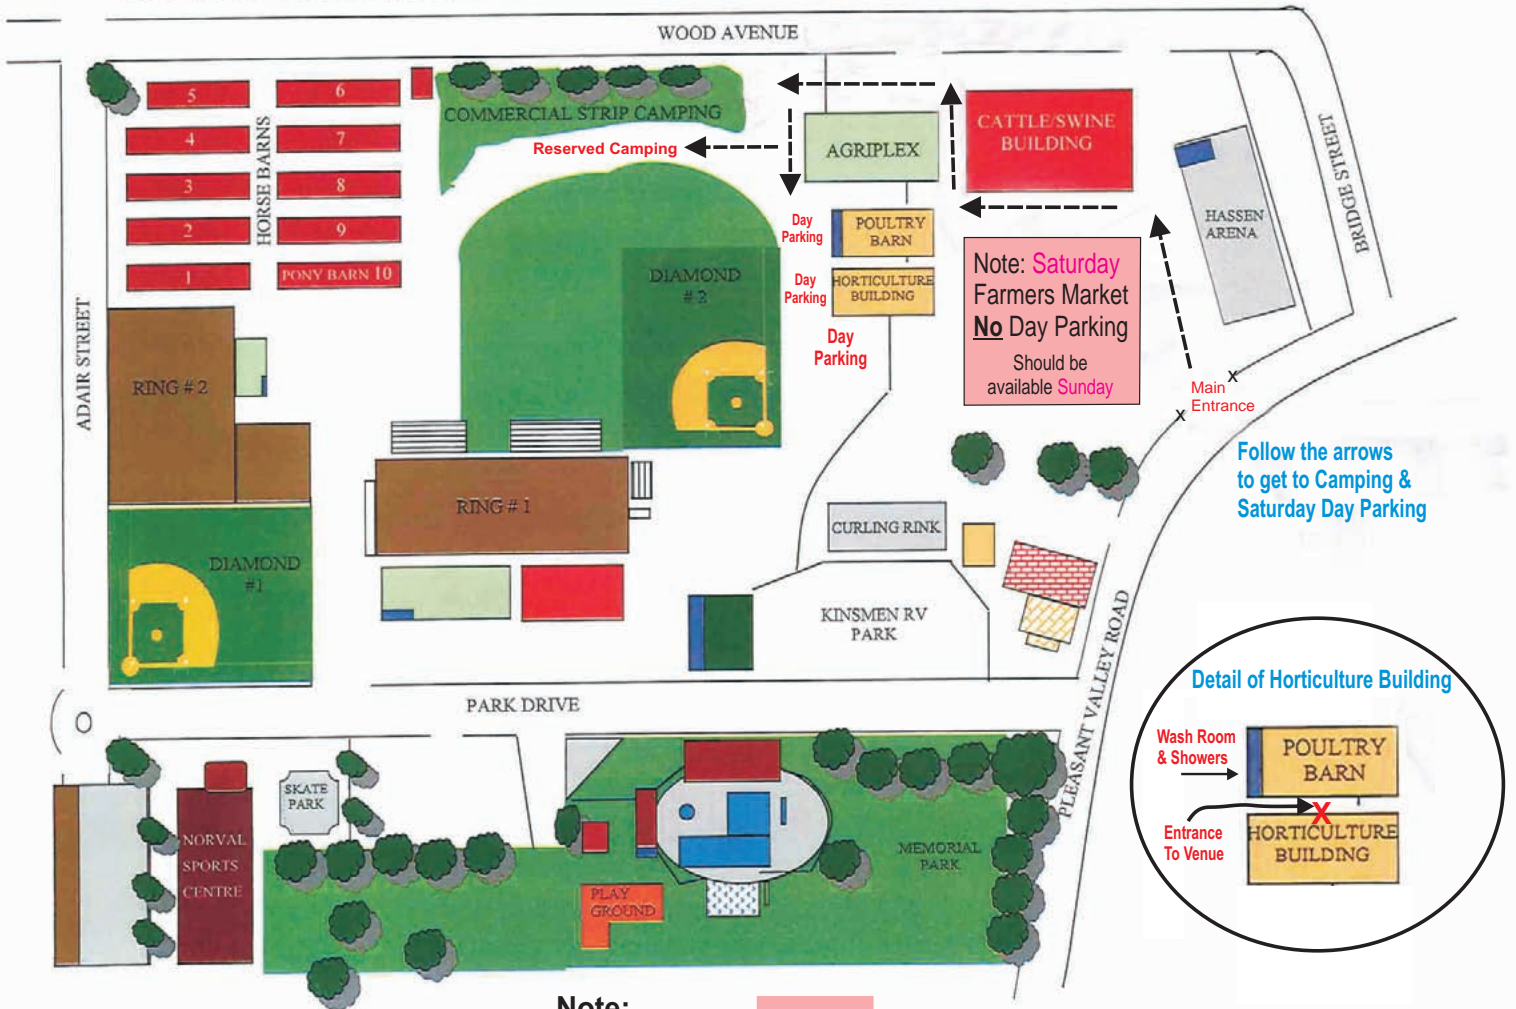 WOOD AVENUE
5
6
4
7
3
8
2
9
1
PONY BARN 10
HORSE BARNS
COMMERCIAL STRIP CAMPING
Reserved Camping
AGRIPLEX
CATTLE/SWINE
BUILDING
HASSEN
ARENA
BRIDGE STREET
Day
Parking
POULTRY
BARN
Day
Parking
HORTICULTURE
BUILDING
Day
Parking
Note: Saturday
Farmers Market
No Day Parking
Should be
available Sunday
Main
Entrance
x
x
Follow the arrows
to get to Camping &
Saturday Day Parking
ADAIR STREET
RING # 2
DIAMOND
# 2
RING # 1
DIAMOND
#1
CURLING RINK
KINSMEN RV
PARK
PLEASANT VALLEY ROAD
PARK DRIVE
Detail of Horticulture Building
Wash Room
& Showers
POULTRY
BARN
X
Entrance
To Venue
HORTICULTURE
BUILDING
NORVAL
SPORTS
CENTRE
SKATE
PARK
PLAY
GROUND
MEMORIAL
PARK
Note: